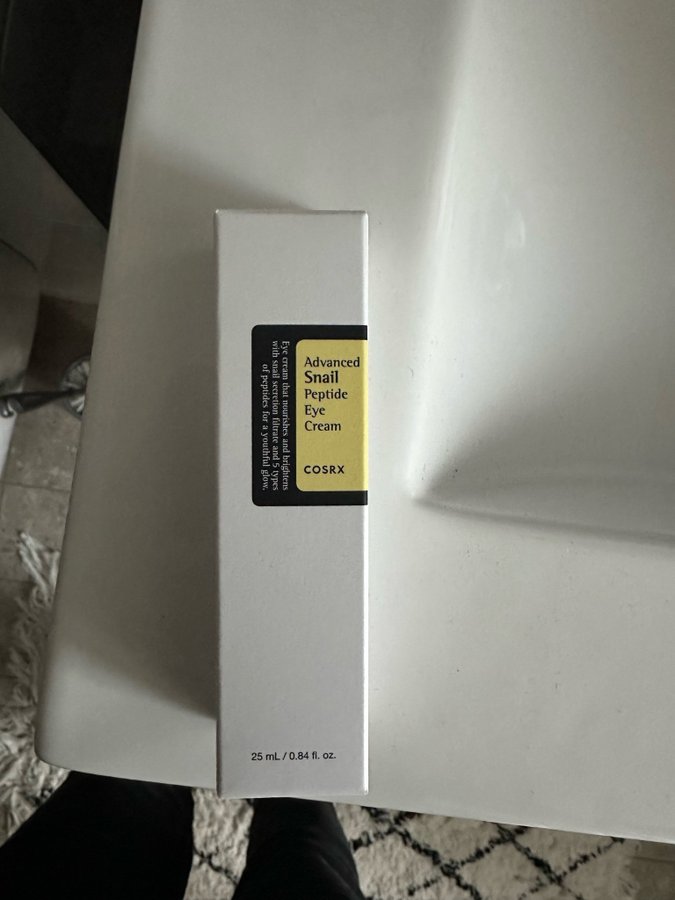 Advanced
Snail
Peptide
Eye
Cream
COSRX
Eye cream that nourishes and brightens
with snail secretion filtrate and 5 types
of peptides for a youthful glow.
25 mL / 0.84 fl. oz.